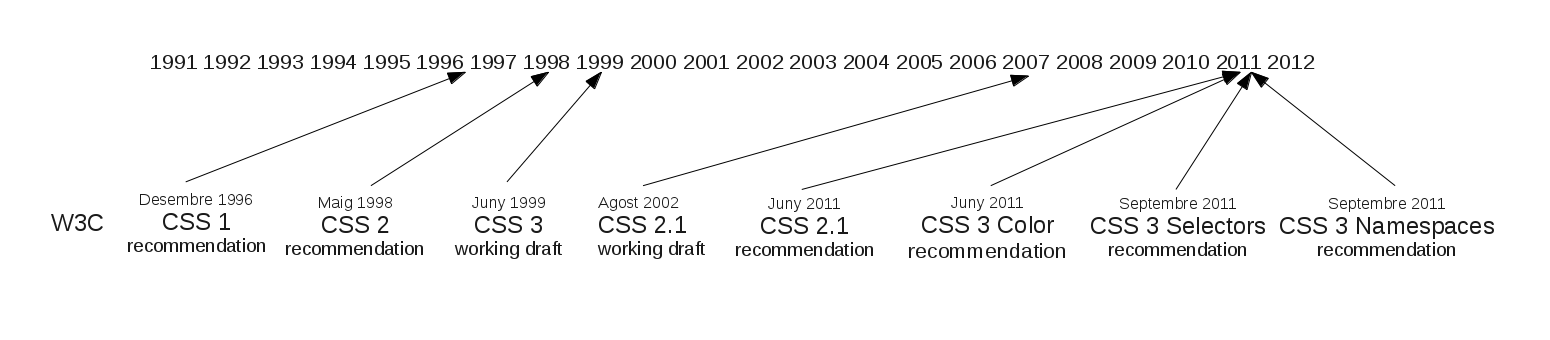 1991 1992 1993 1994 1995 1996 1997 1998 1999 2000 2001 2002 2003 2004 2005 2006 2007 2008 2009 2010 2011 2012
W3C
Desembre 1996
CSS 1
recommendation
Maig 1998
CSS 2
recommendation
Juny 1999
CSS 3
working draft
Agost 2002
CSS 2.1
working draft
Juny 2011
CSS 2.1
recommendation
Juny 2011
CSS 3 Color
recommendation
Septembre 2011
CSS 3 Selectors
recommendation
Septembre 2011
CSS 3 Namespaces
recommendation